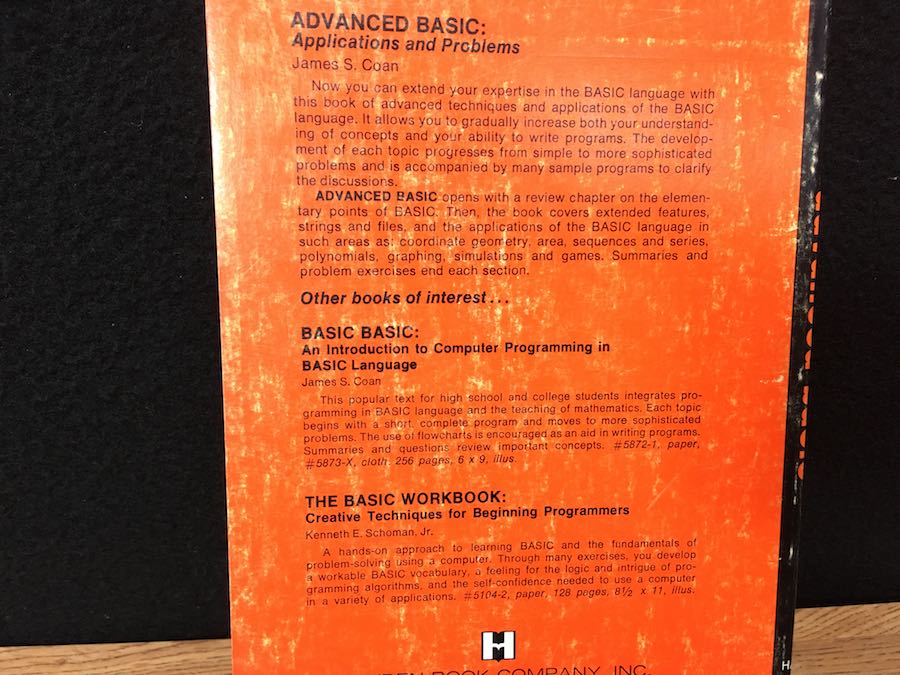 ADVANCED BASIC:
Applications and Problems
James S. Coan
Now you can extend your expertise in the BASIC language with
this book of advanced techniques and applications of the BASIC
language. It allows you to gradually increase both your understand-
ing of concepts and your ability to write programs. The develop-
ment of each topic progresses from simple to more sophisticated
problems and is accompanied by many sample programs to clarify
the discussions.
ADVANCED BASIC opens with a review chapter on the elemen-
tary points of BASIC. Then, the book covers extended features,
strings and files, and the applications of the BASIC language in
such areas as: coordinate geometry, area, sequences and series,
polynomials, graphing, simulations and games. Summaries and
problem exercises end each section.
Other books of interest...
BASIC BASIC:
An Introduction to Computer Programming in
BASIC Language
James S. Coan
This popular text for high school and college students integrates pro-
gramming in BASIC language and the teaching of mathematics. Each topic
begins with a short, complete program and moves to more sophisticated
problems. The use of flowcharts is encouraged as an aid in writing programs.
Summaries and questions review important concepts. #5872-1, paper,
#5873-X, cloth. 256 pages, 6 x 9, illus.
THE BASIC WORKBOOK:
Creative Techniques for Beginning Programmers
Kenneth E. Schoman, Jr.
A hands-on approach to learning BASIC and the fundamentals of
problem-solving using a computer. Through many exercises, you develop
a workable BASIC vocabulary, a feeling for the logic and intrigue of pro-
gramming algorithms, and the self-confidence needed to use a computer
in a variety of applications. #5104-2, paper, 128 pages, 8½ x 11, illus.
H
BOOK COMPANY, INC.